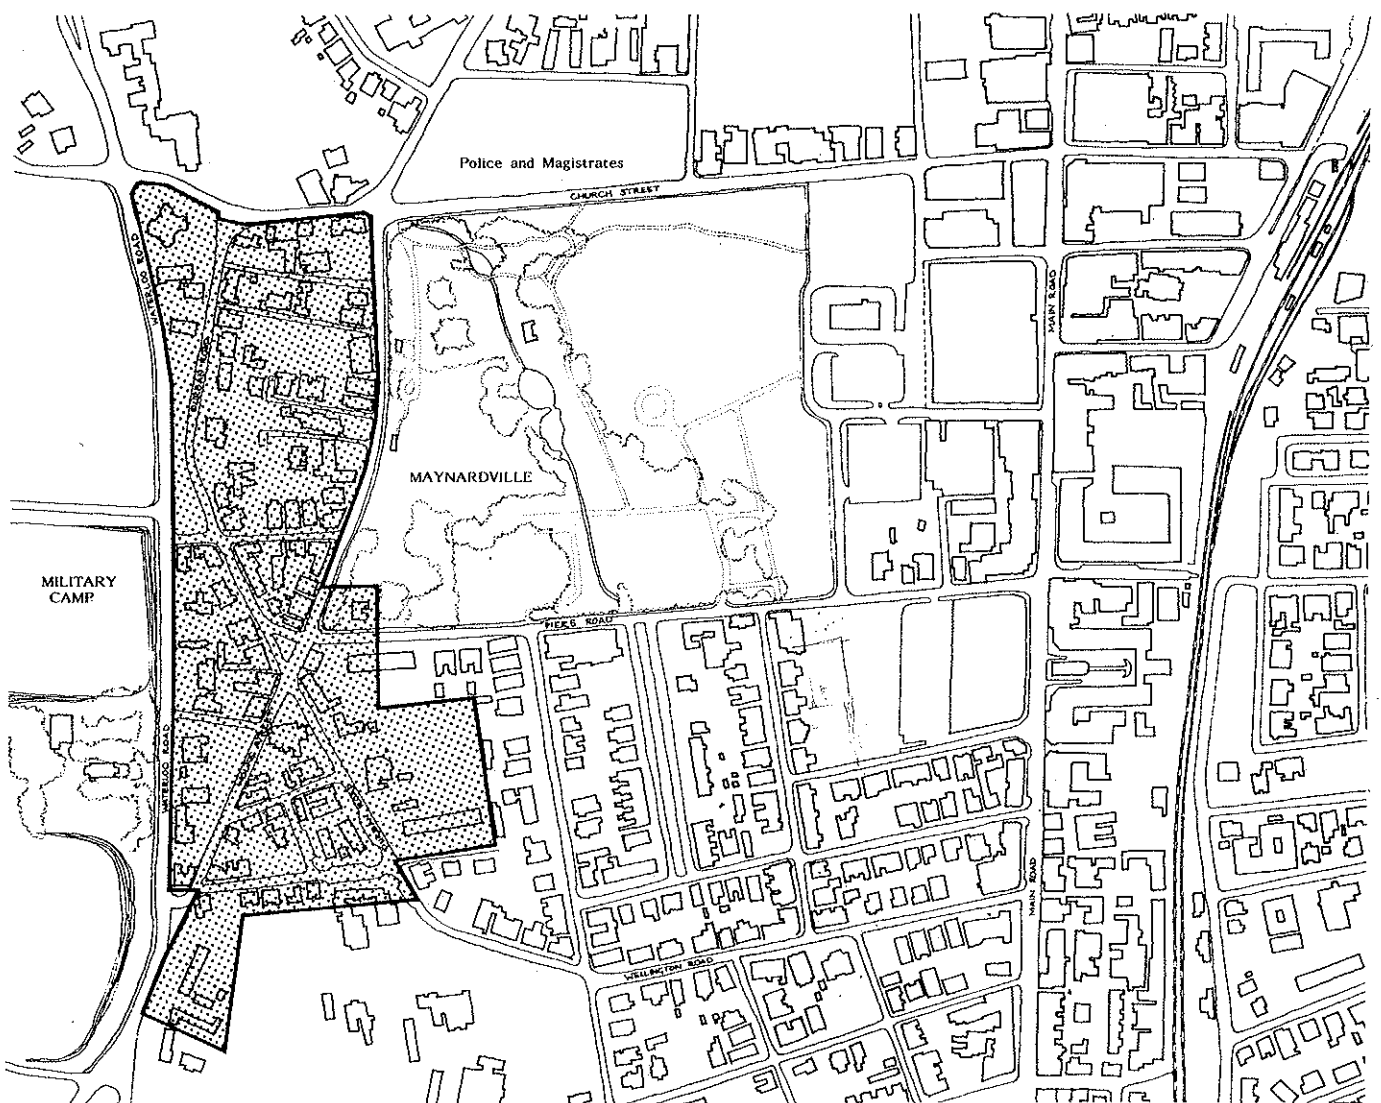 Police and Magistrates
CHURCH STREET
WATERLOO ROAD
MAIN ROAD
MAYNARDVILLE
MILITARY
CAMP.
PIERS ROAD
WATERLOO ROAD
MAIN ROAD
WELLINGTON ROAD